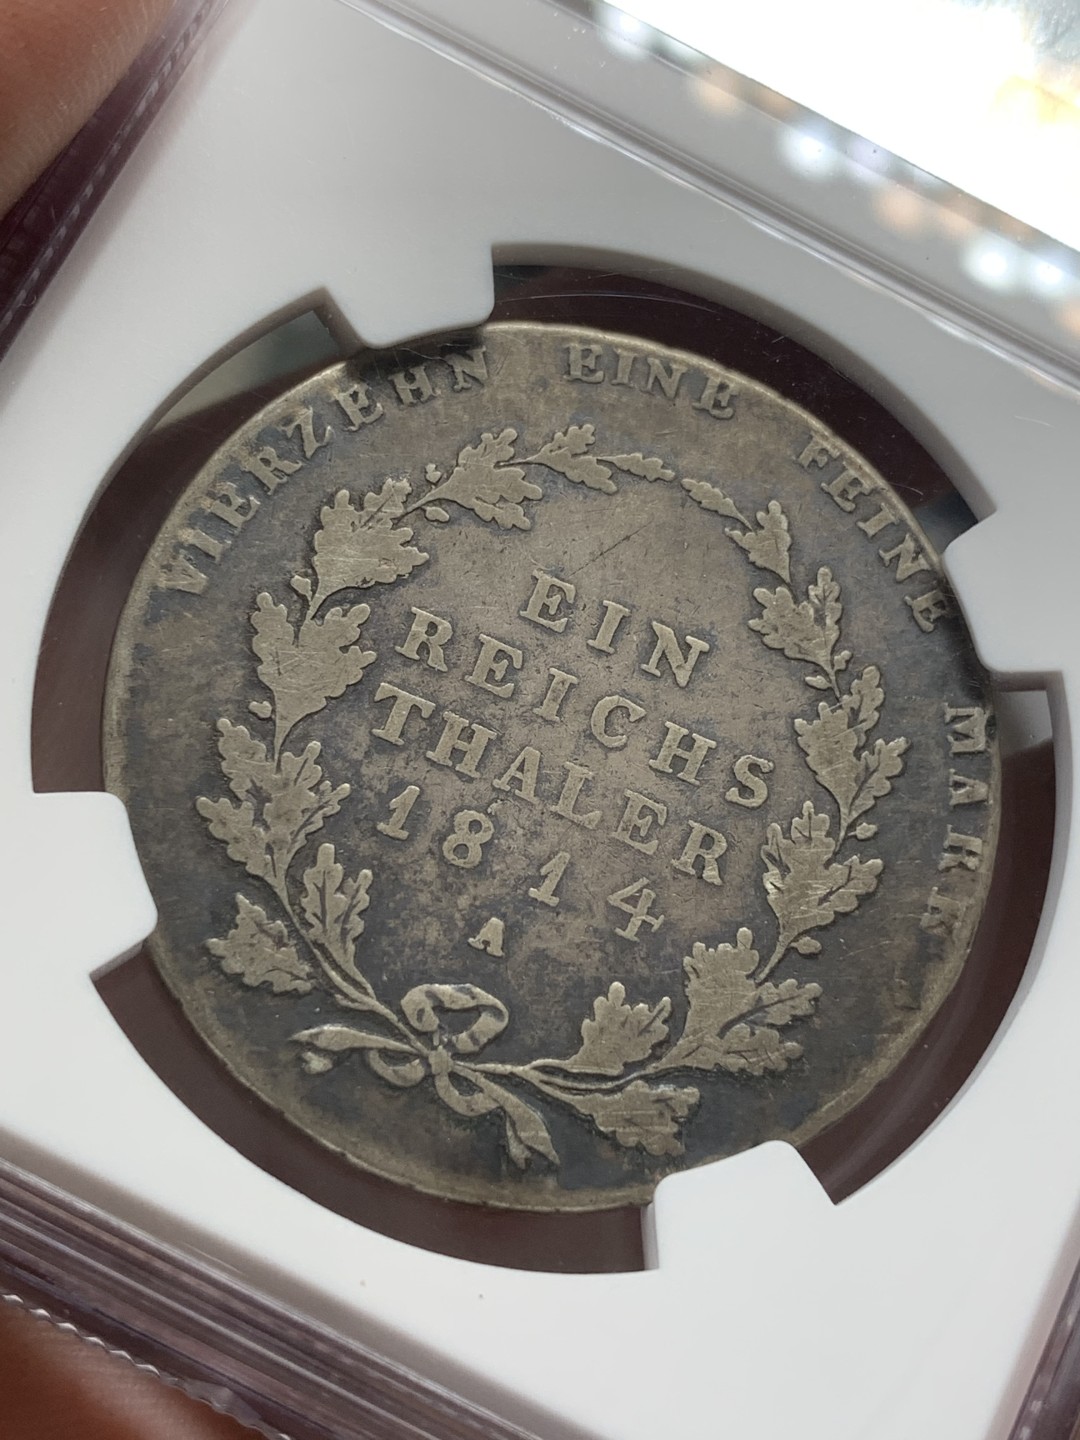 VIERZEHN EINE FEINE MARK
EIN
REICHS
THALER
1814
A